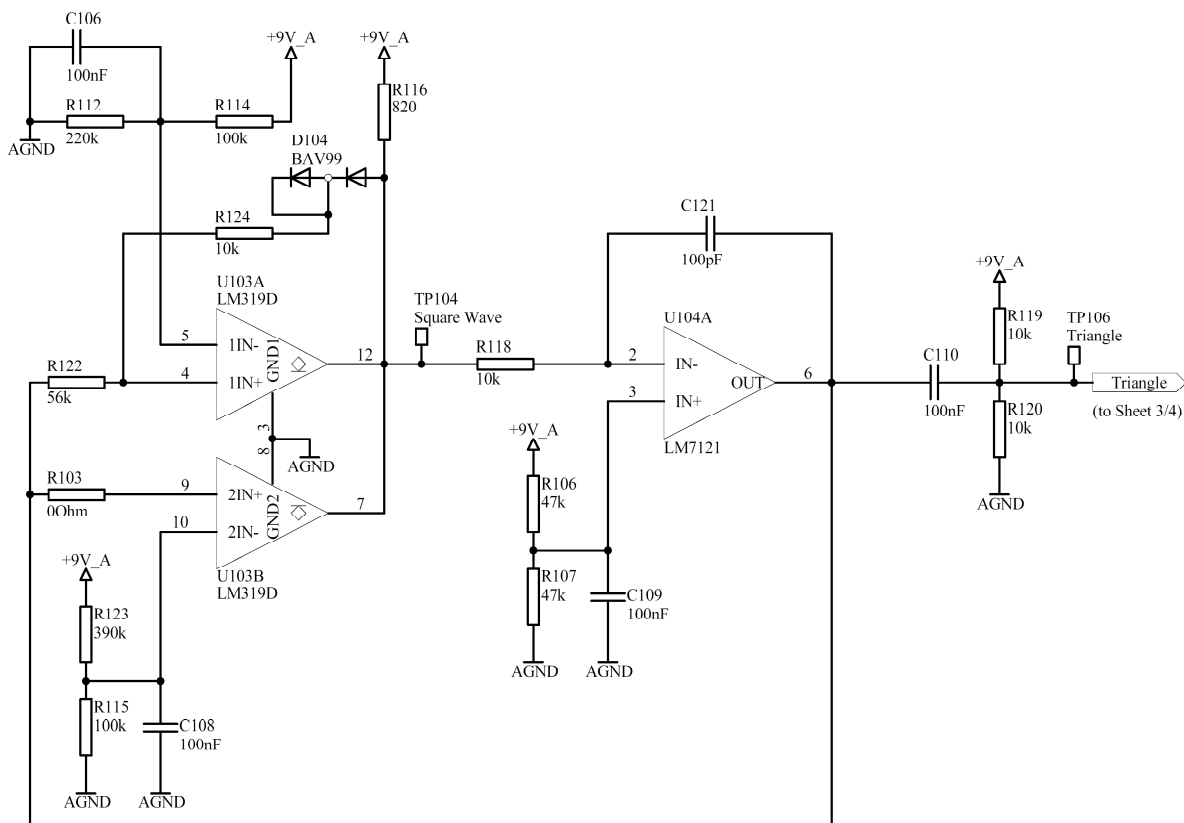 C106
100nF
+9V_A
+9V_A
R112
220k
R114
100k
R116
820
AGND
D104
BAV99
R124
10k
C121
100pF
U103A
LM319D
TP104
Square Wave
U104A
+9V_A
R119
10k
TP106
Triangle
5
1IN-
GND1
12
4
1IN+
R118
10k
2
IN-
OUT
6
3
IN+
LM7121
C110
100nF
Triangle
(to Sheet 3/4)
R122
56k
3
8
AGND
R120
10k
AGND
R103
0Ohm
9
2IN+
GND2
7
10
2IN-
+9V_A
R106
47k
U103B
LM319D
+9V_A
R123
390k
R107
47k
C109
100nF
AGND
AGND
R115
100k
C108
100nF
AGND
AGND